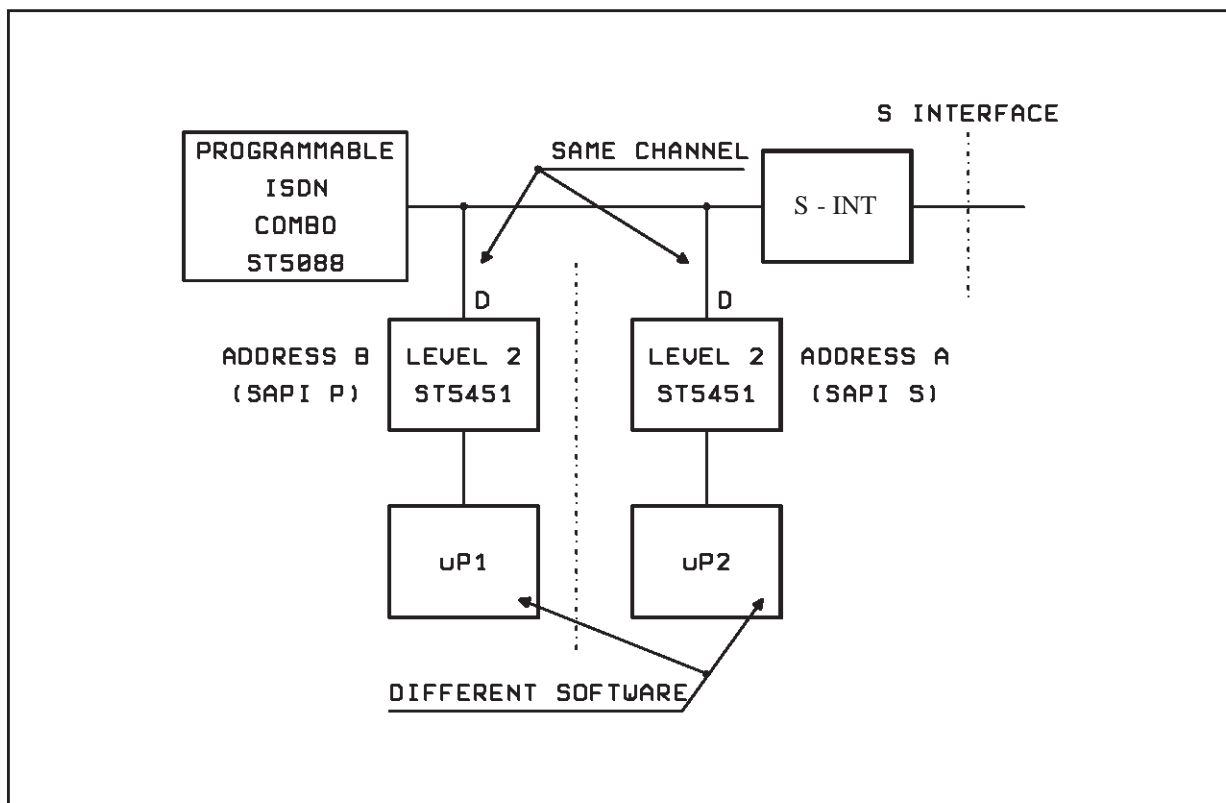 S INTERFACE
PROGRAMMABLE
ISDN
COMBO
ST5088
SAME CHANNEL
S - INT
D
D
ADDRESS B
(SAPI P)
LEVEL 2
ST5451
LEVEL 2
ST5451
ADDRESS A
(SAPI S)
uP1
uP2
DIFFERENT SOFTWARE